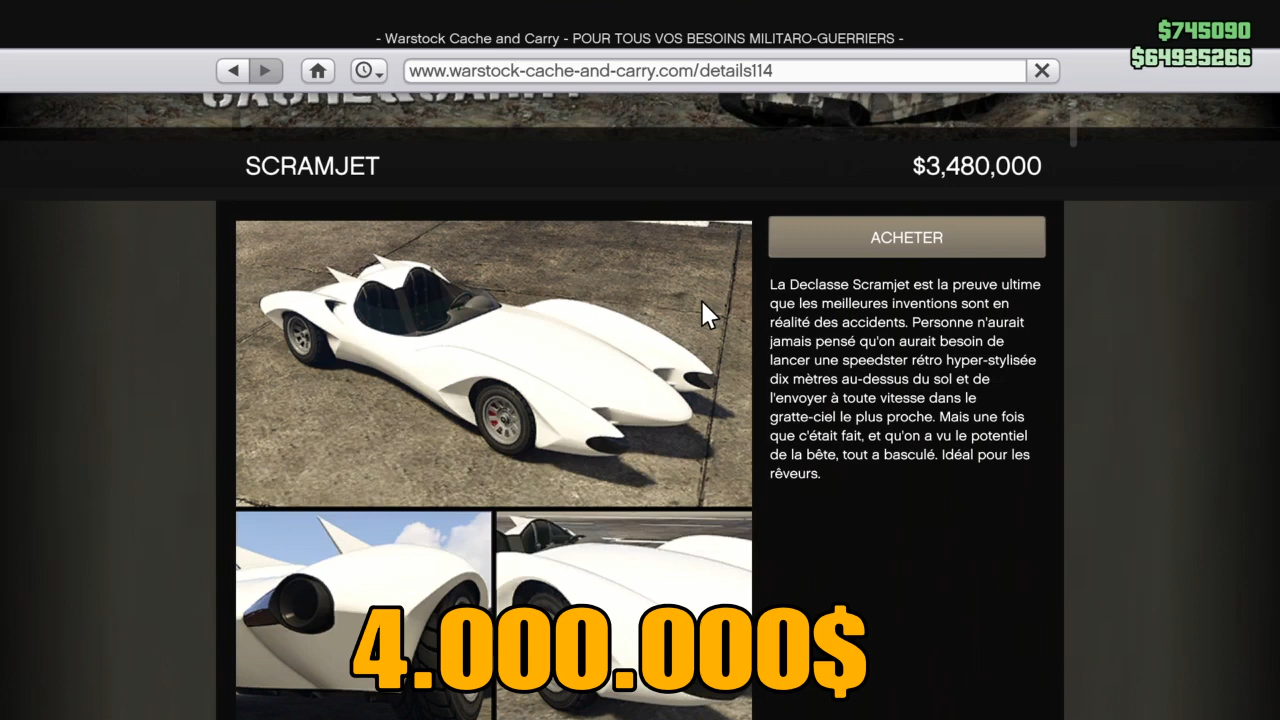 - Warstock Cache and Carry - POUR TOUS VOS BESOINS MILITARO-GUERRIERS -
$745090
$64935266
www.warstock-cache-and-carry.com/details114
CACHE&CARRY
SCRAMJET
$3,480,000
ACHETER
La Declasse Scramjet est la preuve ultime
que les meilleures inventions sont en
réalité des accidents. Personne n'aurait
jamais pensé qu'on aurait besoin de
lancer une speedster rétro hyper-stylisée
dix mètres au-dessus du sol et de
l'envoyer à toute vitesse dans le
gratte-ciel le plus proche. Mais une fois
que c'était fait, et qu'on a vu le potentiel
de la bête, tout a basculé. Idéal pour les
rêveurs.
4.000.000$